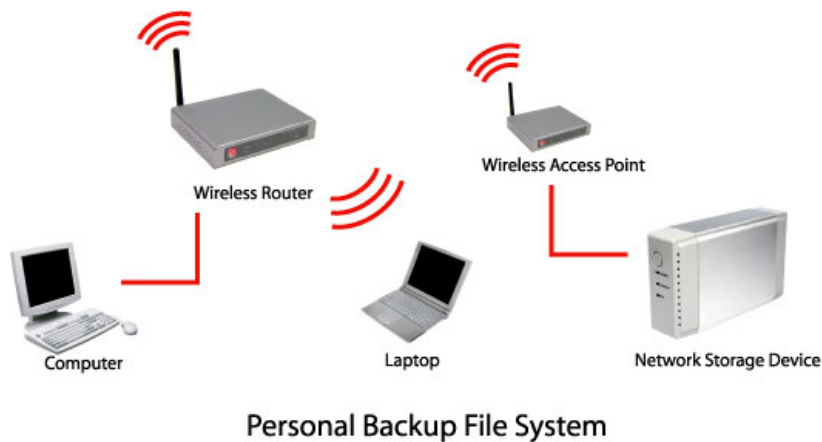 Wireless Router
Wireless Access Point
Computer
Laptop
Network Storage Device
Personal Backup File System